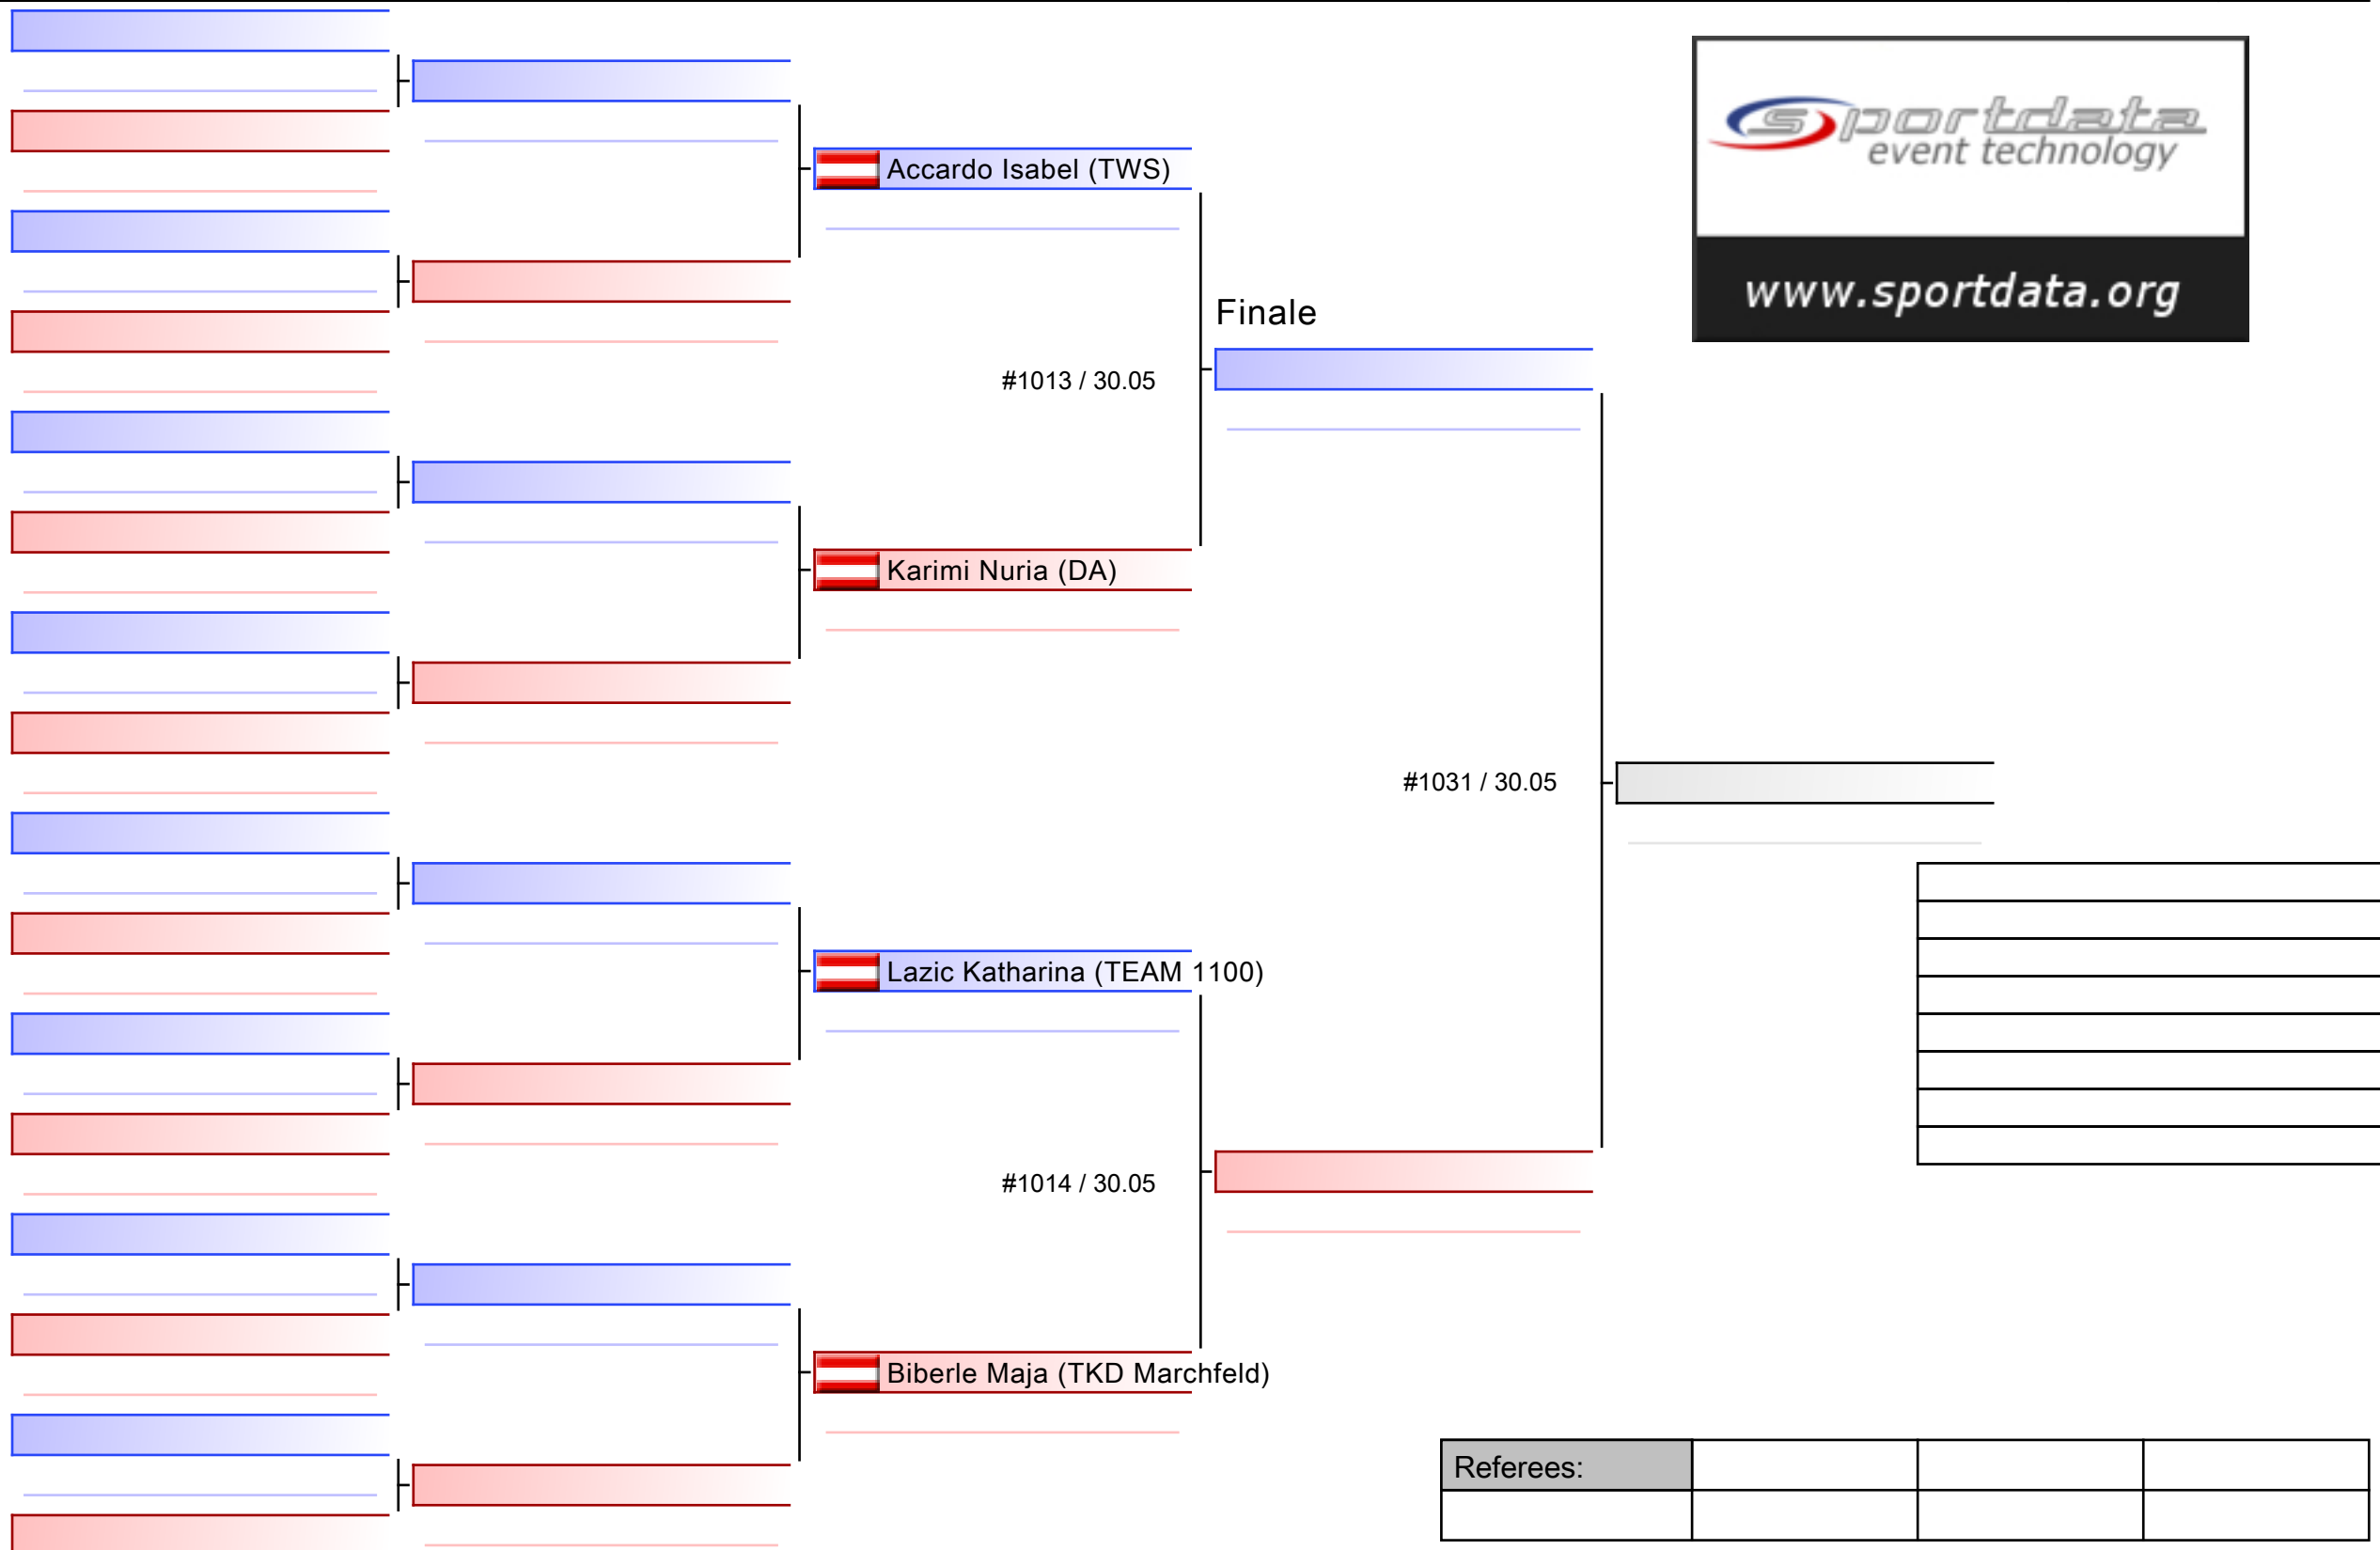 sportdata
event technology
www.sportdata.org
Accardo Isabel (TWS)
Finale
#1013 / 30.05
Karimi Nuria (DA)
#1031 / 30.05
Lazic Katharina (TEAM 1100)
#1014 / 30.05
Biberle Maja (TKD Marchfeld)
Referees: